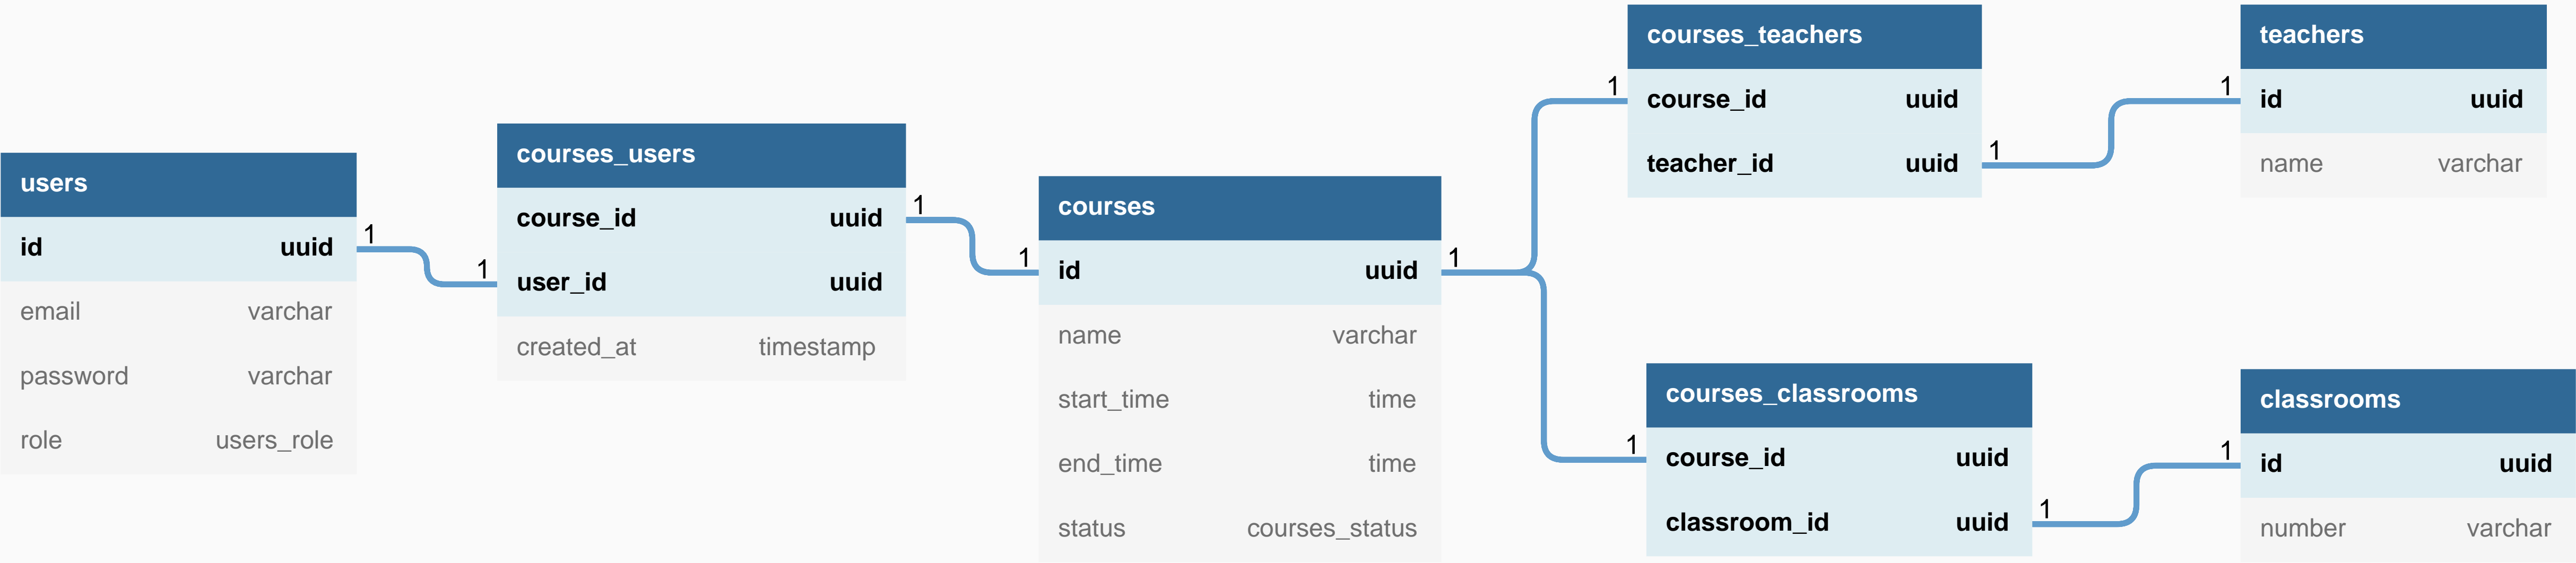 users
id uuid
email varchar
password varchar
role users_role
1
1
courses_users
course_id uuid
user_id uuid
created_at timestamp
1
1
courses
id uuid
name varchar
start_time time
end_time time
status courses_status
1
1
courses_teachers
course_id uuid
teacher_id uuid
1
1
teachers
id uuid
name varchar
1
courses_classrooms
course_id uuid
classroom_id uuid
1
1
classrooms
id uuid
number varchar